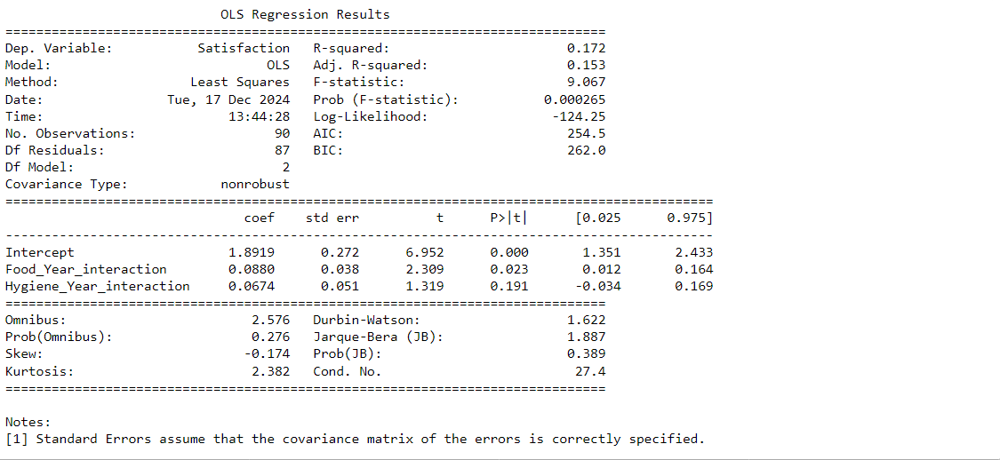 OLS Regression Results
==============================================================================
Dep. Variable:           Satisfaction   R-squared:                       0.172
Model:                            OLS   Adj. R-squared:                  0.153
Method:                 Least Squares   F-statistic:                     9.067
Date:                Tue, 17 Dec 2024   Prob (F-statistic):           0.000265
Time:                        13:44:28   Log-Likelihood:                -124.25
No. Observations:                  90   AIC:                             254.5
Df Residuals:                      87   BIC:                             262.0
Df Model:                           2
Covariance Type:            nonrobust
============================================================================================
                               coef    std err          t      P>|t|      [0.025      0.975]
--------------------------------------------------------------------------------------------
Intercept                    1.8919      0.272      6.952      0.000       1.351       2.433
Food_Year_interaction        0.0880      0.038      2.309      0.023       0.012       0.164
Hygiene_Year_interaction     0.0674      0.051      1.319      0.191      -0.034       0.169
==============================================================================
Omnibus:                        2.576   Durbin-Watson:                   1.622
Prob(Omnibus):                  0.276   Jarque-Bera (JB):                1.887
Skew:                          -0.174   Prob(JB):                        0.389
Kurtosis:                       2.382   Cond. No.                         27.4
==============================================================================

Notes:
[1] Standard Errors assume that the covariance matrix of the errors is correctly specified.